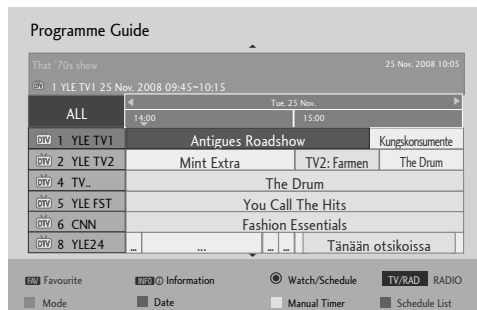 Programme Guide
That '70s show
25 Nov. 2008 10:05
DTV 1 YLE TV1 25 Nov. 2008 09:45~10:15
ALL
Tue. 25 Nov.
14:00 15:00
DTV 1 YLE TV1 Antigues Roadshow Kungskonsumente
DTV 2 YLE TV2 Mint Extra TV2: Farmen The Drum
DTV 4 TV.. The Drum
DTV 5 YLE FST You Call The Hits
DTV 6 CNN Fashion Essentials
DTV 8 YLE24 ... ... ... ... Tänään otsikoissa
FAV Favourite INFO ⓘ Information Watch/Schedule TV/RAD RADIO
Mode Date Manual Timer Schedule List